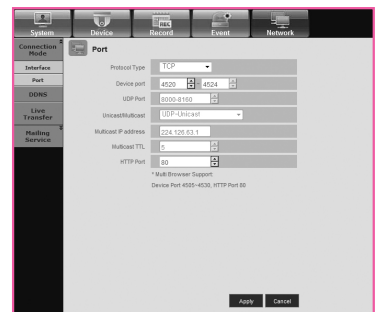 REC
System Device Record Event Network
Connection Mode
Port
Interface
Port
DDNS
Live Transfer
Mailing Service
Protocol Type TCP
Device port 4520 - 4524
UDP Port 8000-8160
Unicast/Multicast UDP-Unicast
Multicast IP address 224.126.63.1
Multicast TTL 5
HTTP Port 80
* Multi Browser Support:
Device Port 4505~4530, HTTP Port 80
Apply Cancel